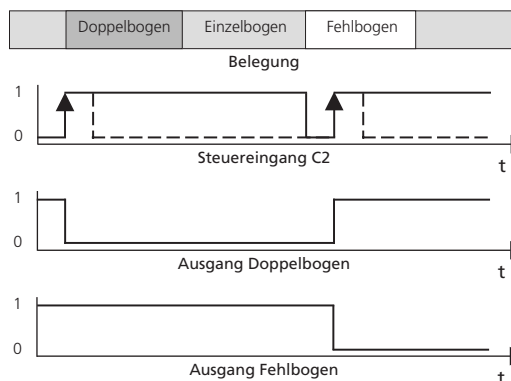 Doppelbogen Einzelbogen Fehlbogen
Belegung
1
0
Steuereingang C2
t
1
0
Ausgang Doppelbogen
t
1
0
Ausgang Fehlbogen
t